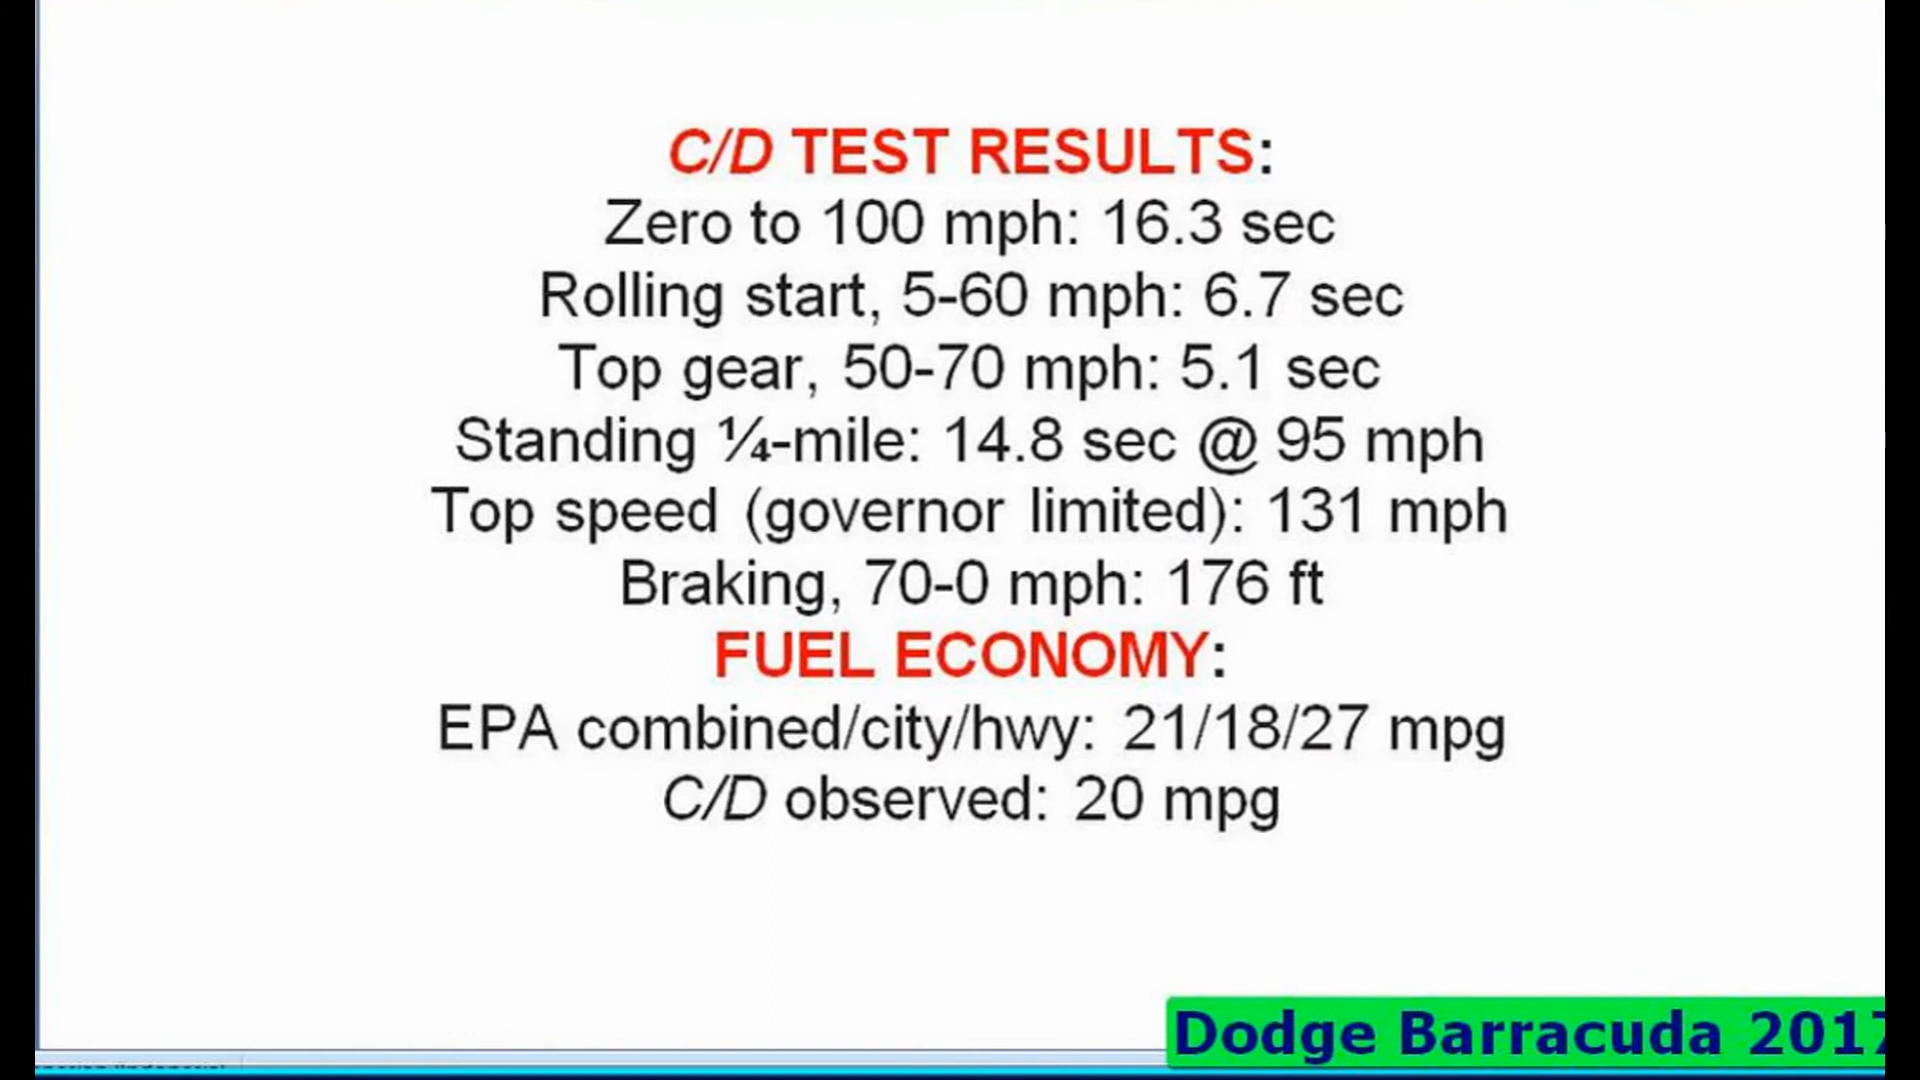 C/D TEST RESULTS:
Zero to 100 mph: 16.3 sec
Rolling start, 5-60 mph: 6.7 sec
Top gear, 50-70 mph: 5.1 sec
Standing ¼-mile: 14.8 sec @ 95 mph
Top speed (governor limited): 131 mph
Braking, 70-0 mph: 176 ft
FUEL ECONOMY:
EPA combined/city/hwy: 21/18/27 mpg
C/D observed: 20 mpg
Dodge Barracuda 2017